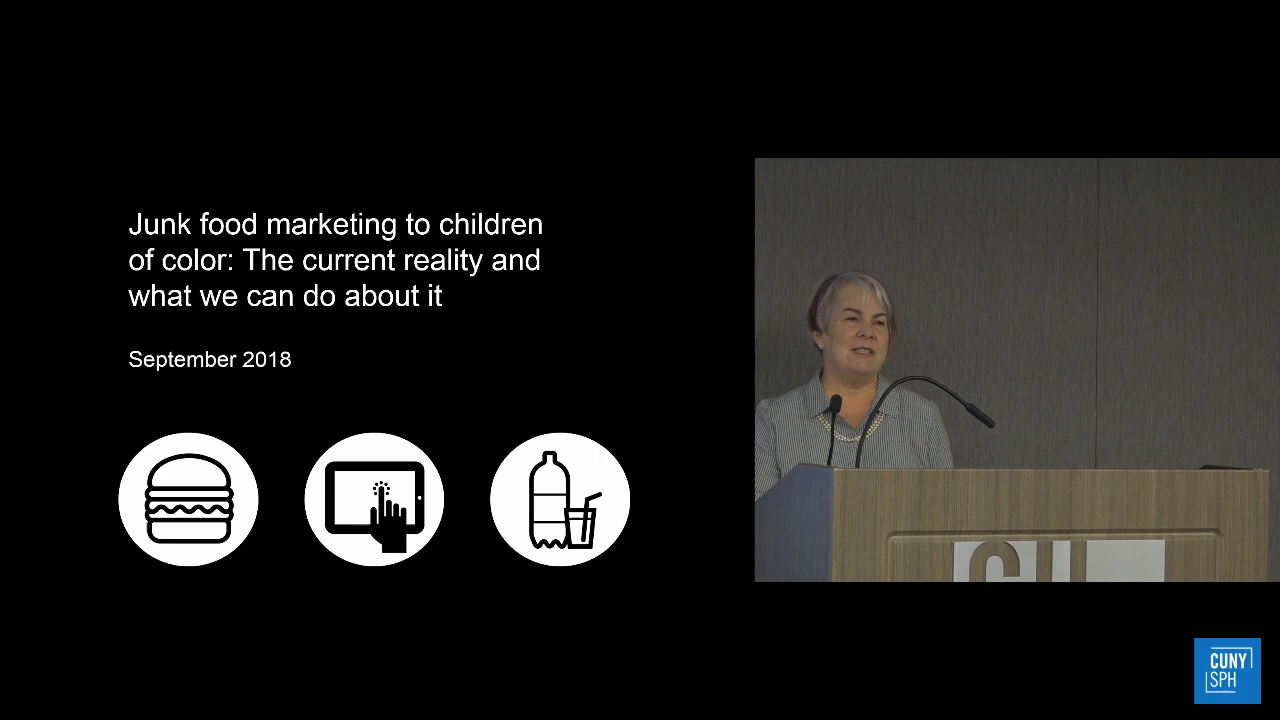 Junk food marketing to children
of color: The current reality and
what we can do about it
September 2018
CUNY
SPH